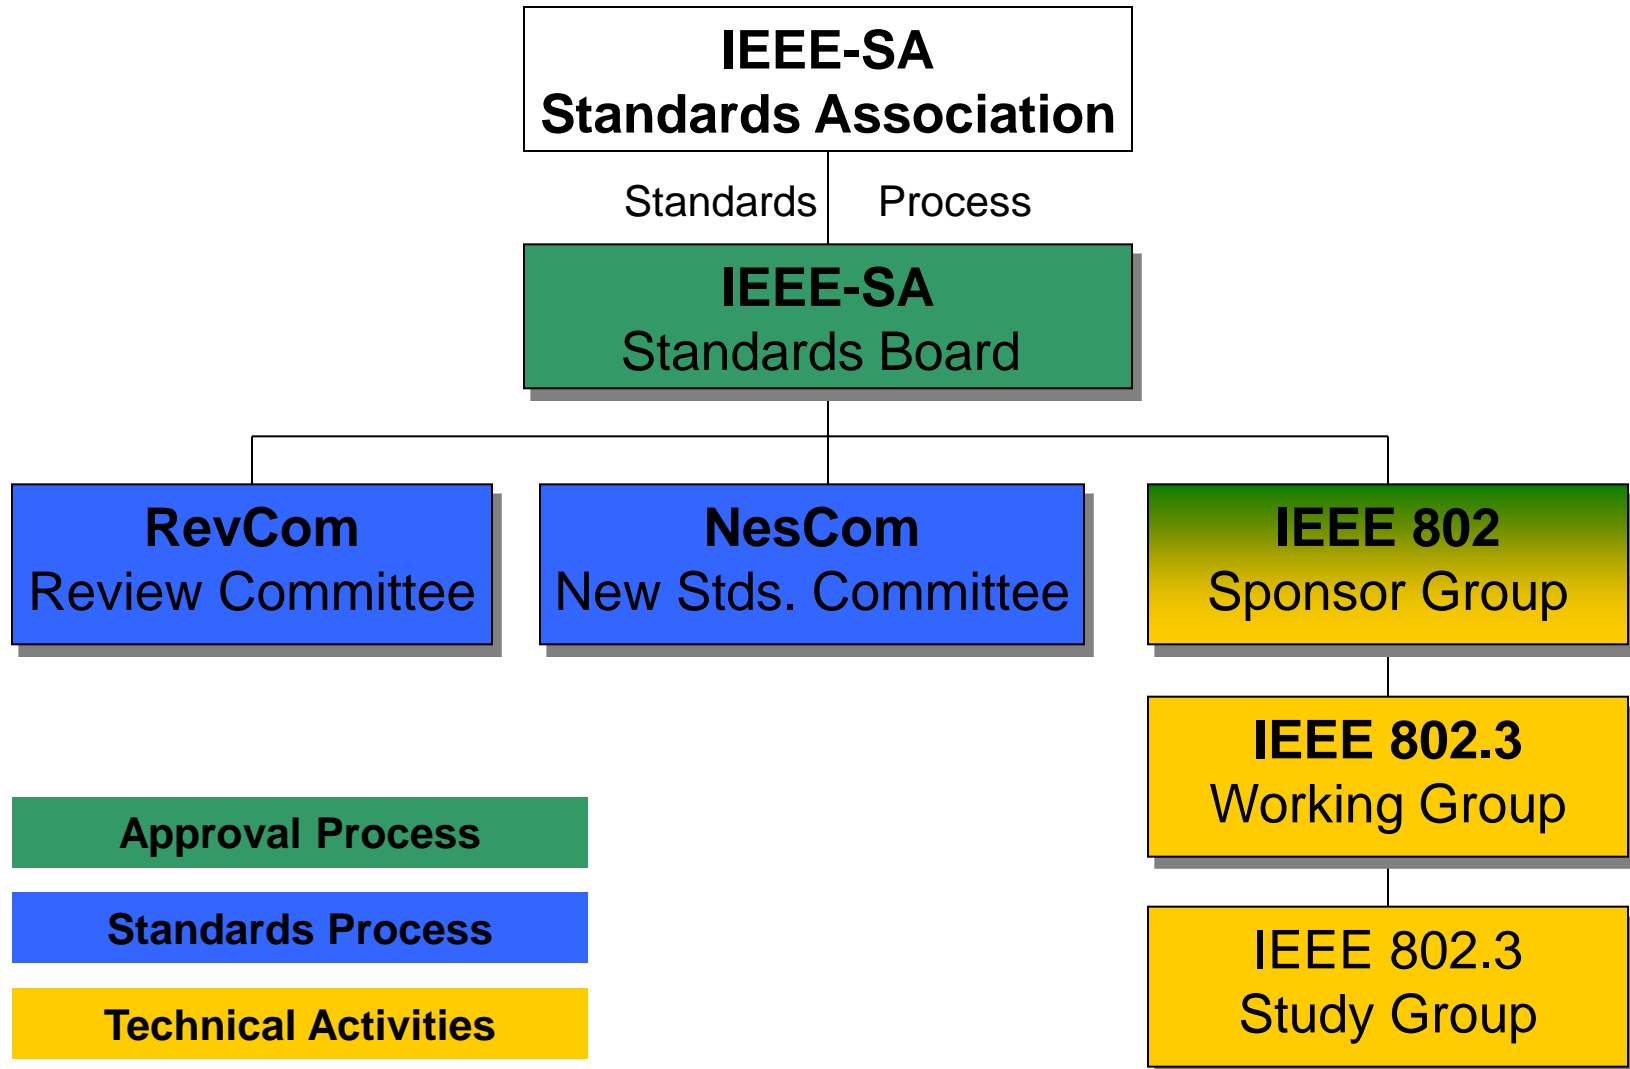 IEEE-SA
Standards Association
Standards Process
IEEE-SA
Standards Board
RevCom
Review Committee
NesCom
New Stds. Committee
IEEE 802
Sponsor Group
IEEE 802.3
Working Group
IEEE 802.3
Study Group
Approval Process
Standards Process
Technical Activities